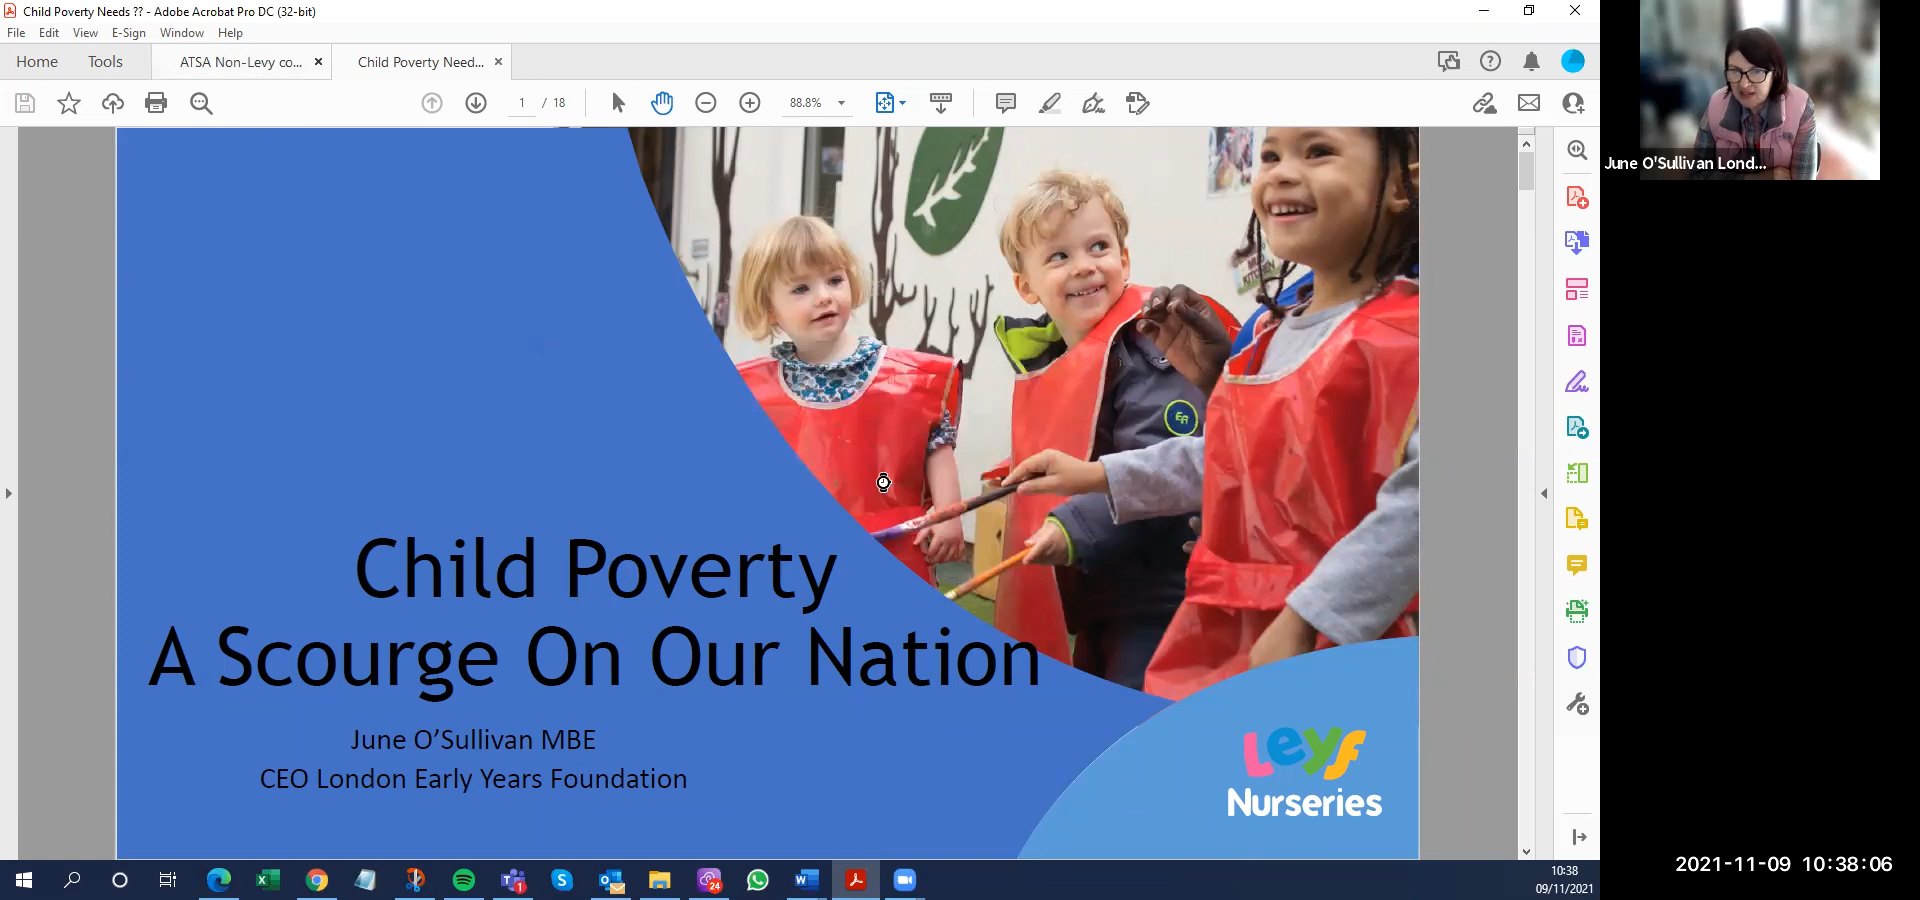 Child Poverty Needs ?? - Adobe Acrobat Pro DC (32-bit)
File Edit View E-Sign Window Help
Home Tools ATSA Non-Levy co... Child Poverty Need...
1 / 18 88.8%
June O'Sullivan Lond...
Child Poverty
A Scourge On Our Nation
June O’Sullivan MBE
CEO London Early Years Foundation
Leyf
Nurseries
2021-11-09 10:38:06
24
1
10:38
09/11/2021